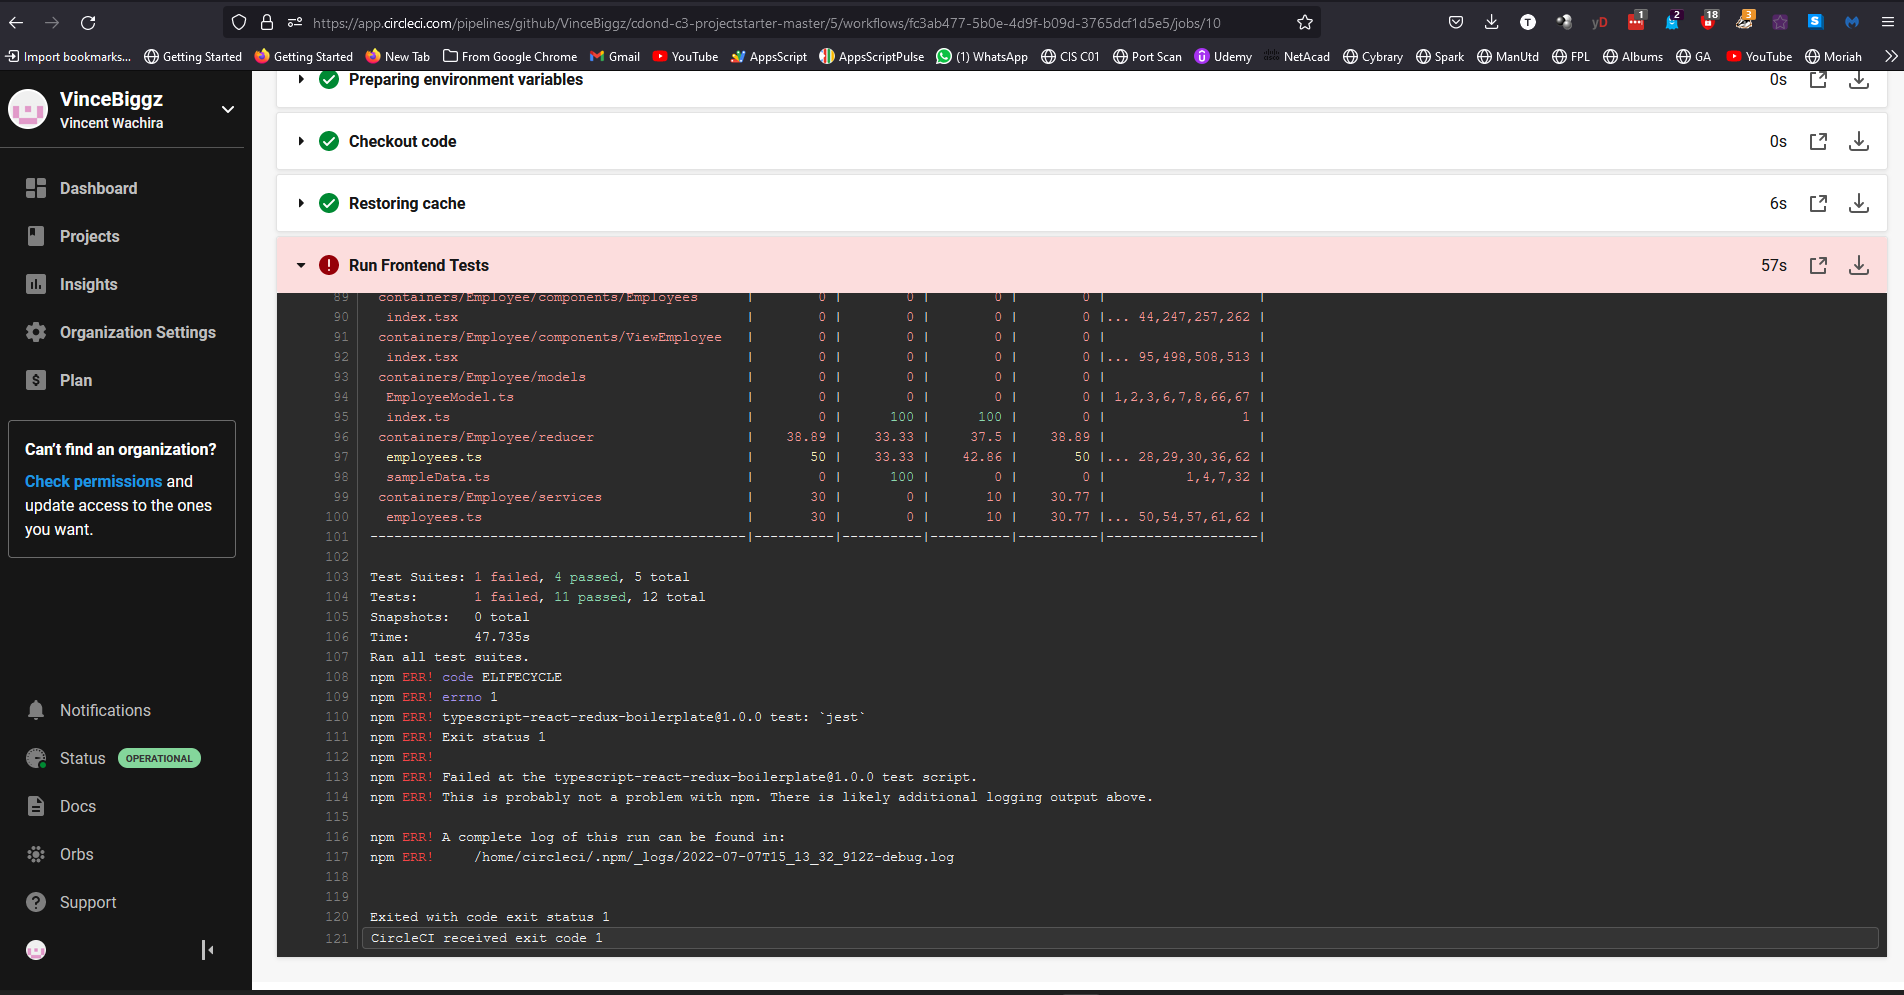 https://app.circleci.com/pipelines/github/VinceBiggz/cdond-c3-projectstarter-master/5/workflows/fc3ab477-5b0e-4d9f-b09d-3765dcf1d5e5/jobs/10
T yD 1 2 18 3 S
Import bookmarks... Getting Started Getting Started New Tab From Google Chrome Gmail YouTube AppsScript AppsScriptPulse (1) WhatsApp CIS C01 Port Scan Udemy NetAcad Cybrary Spark ManUtd FPL Albums GA YouTube Moriah
VinceBiggz
Vincent Wachira
Dashboard
Projects
Insights
Organization Settings
Plan
Can't find an organization?
Check permissions and
update access to the ones
you want.
Notifications
Status OPERATIONAL
Docs
Orbs
Support
Preparing environment variables 0s
Checkout code 0s
Restoring cache 6s
Run Frontend Tests 57s
89 containers/Employee/components/Employees | 0 | 0 | 0 | 0 | |
90 index.tsx | 0 | 0 | 0 | 0 |... 44,247,257,262 |
91 containers/Employee/components/ViewEmployee | 0 | 0 | 0 | 0 | |
92 index.tsx | 0 | 0 | 0 | 0 |... 95,498,508,513 |
93 containers/Employee/models | 0 | 0 | 0 | 0 | |
94 EmployeeModel.ts | 0 | 0 | 0 | 0 | 1,2,3,6,7,8,66,67 |
95 index.ts | 0 | 100 | 100 | 0 | 1 |
96 containers/Employee/reducer | 38.89 | 33.33 | 37.5 | 38.89 | |
97 employees.ts | 50 | 33.33 | 42.86 | 50 |... 28,29,30,36,62 |
98 sampleData.ts | 0 | 100 | 0 | 0 | 1,4,7,32 |
99 containers/Employee/services | 30 | 0 | 10 | 30.77 | |
100 employees.ts | 30 | 0 | 10 | 30.77 |... 50,54,57,61,62 |
101 -----------------------------------------------|----------|----------|----------|----------|-------------------|
102
103 Test Suites: 1 failed, 4 passed, 5 total
104 Tests: 1 failed, 11 passed, 12 total
105 Snapshots: 0 total
106 Time: 47.735s
107 Ran all test suites.
108 npm ERR! code ELIFECYCLE
109 npm ERR! errno 1
110 npm ERR! typescript-react-redux-boilerplate@1.0.0 test: `jest`
111 npm ERR! Exit status 1
112 npm ERR!
113 npm ERR! Failed at the typescript-react-redux-boilerplate@1.0.0 test script.
114 npm ERR! This is probably not a problem with npm. There is likely additional logging output above.
115
116 npm ERR! A complete log of this run can be found in:
117 npm ERR! /home/circleci/.npm/_logs/2022-07-07T15_13_32_912Z-debug.log
118
119
120 Exited with code exit status 1
121 CircleCI received exit code 1